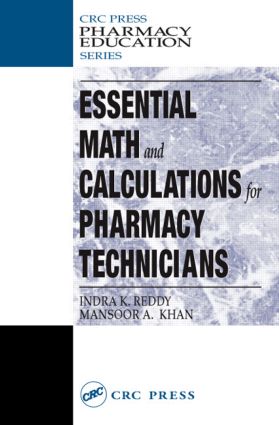 CRC PRESS
PHARMACY
EDUCATION
SERIES
ESSENTIAL
MATH and
CALCULATIONS for
PHARMACY
TECHNICIANS
INDRA K. REDDY
MANSOOR A. KHAN
CRC CRC PRESS